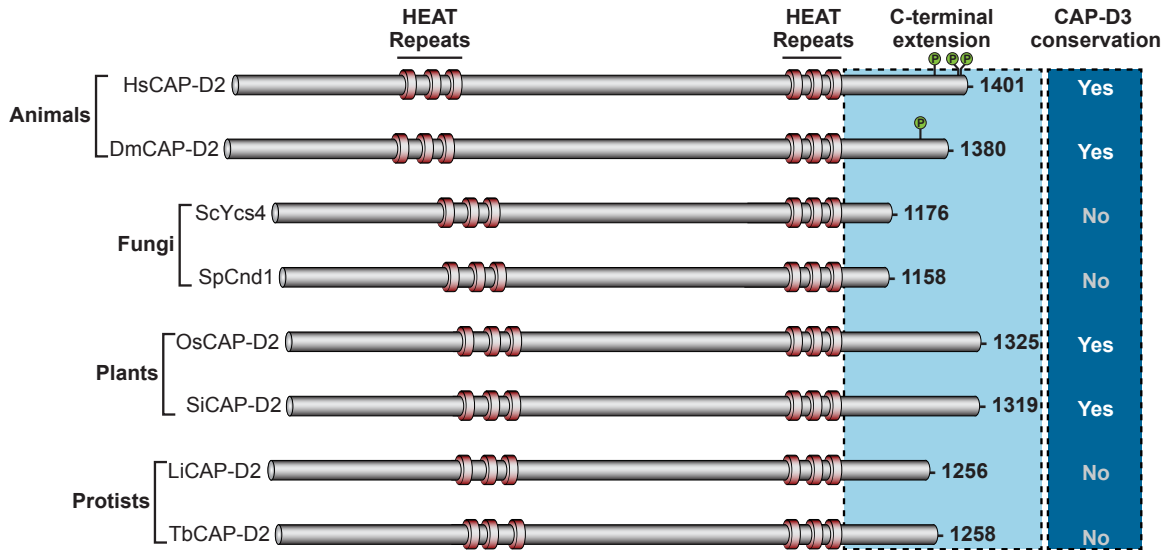 HEAT Repeats
HEAT Repeats
C-terminal extension
CAP-D3 conservation
P P P
Animals
HsCAP-D2 1401 Yes
P
DmCAP-D2 1380 Yes
Fungi
ScYcs4 1176 No
SpCnd1 1158 No
Plants
OsCAP-D2 1325 Yes
SiCAP-D2 1319 Yes
Protists
LiCAP-D2 1256 No
TbCAP-D2 1258 No